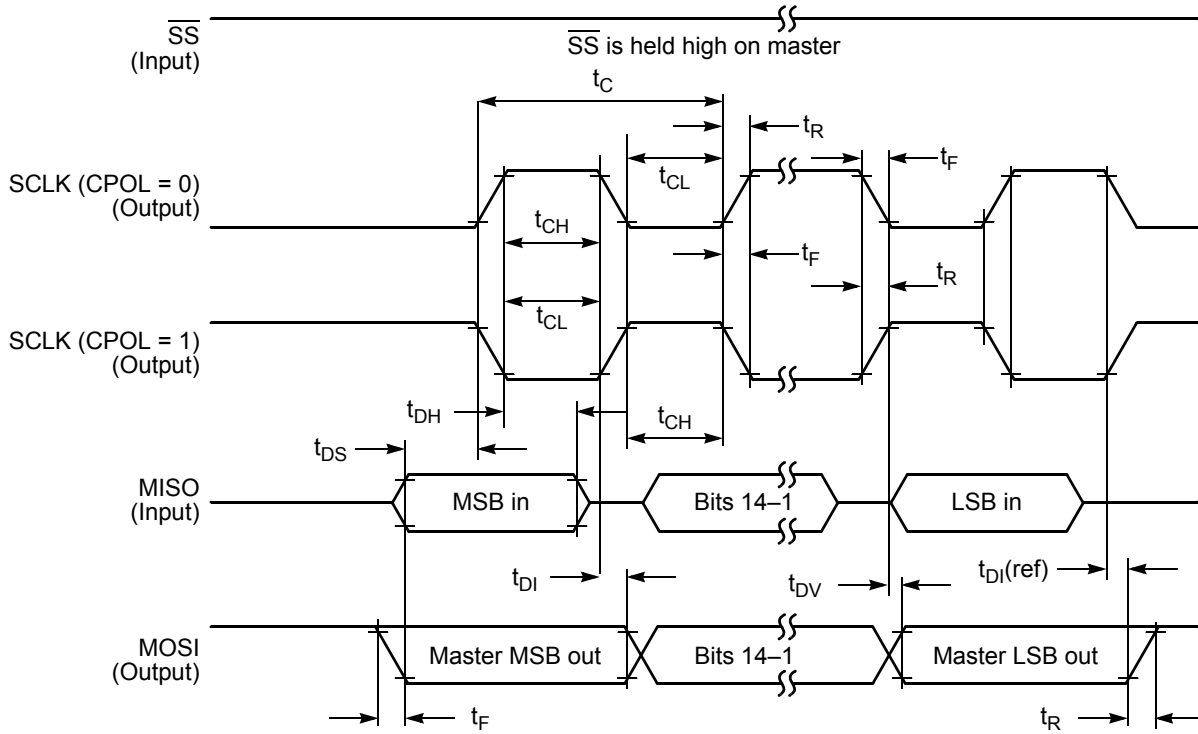 SS
(Input)
SS is held high on master
tC
tR
tF
SCLK (CPOL = 0)
(Output)
tCL
tCH
tF
tR
tCL
SCLK (CPOL = 1)
(Output)
tDH
tCH
tDS
MISO
(Input)
MSB in
Bits 14–1
LSB in
tDI
tDV
tDI(ref)
MOSI
(Output)
Master MSB out
Bits 14–1
Master LSB out
tF
tR